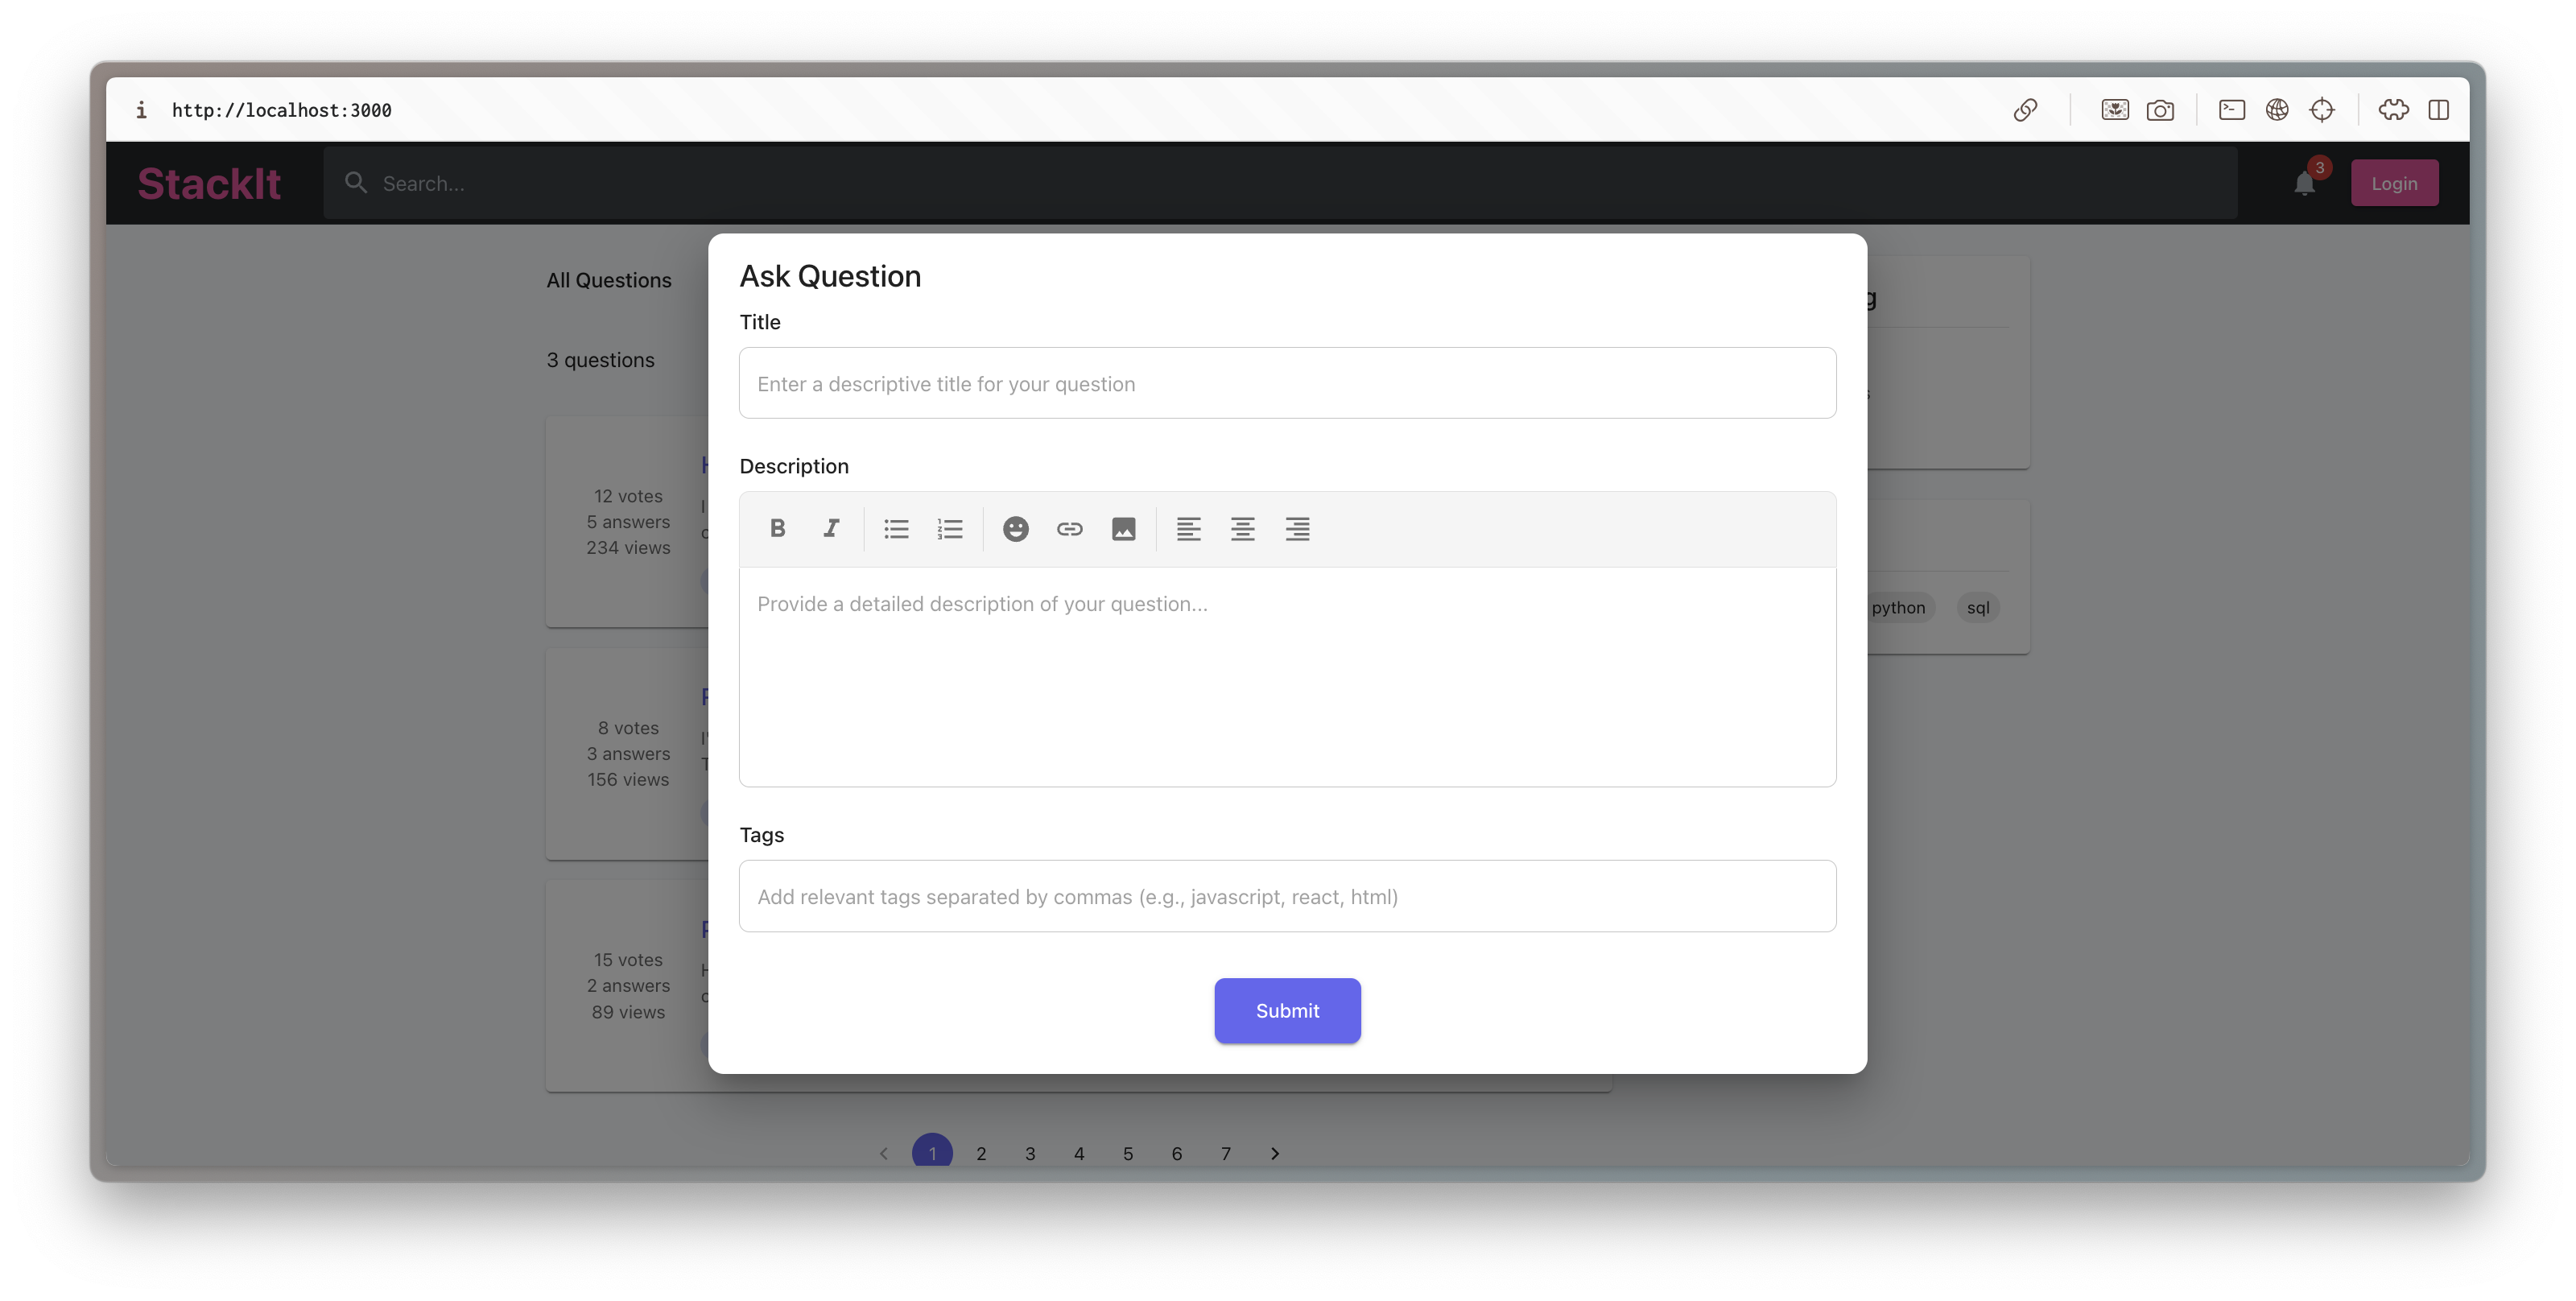 http://localhost:3000
StackIt
Search...
3
Login
All Questions
3 questions
Ask Question
Title
Enter a descriptive title for your question
Description
Provide a detailed description of your question...
Tags
Add relevant tags separated by commas (e.g., javascript, react, html)
Submit
12 votes
5 answers
234 views
8 votes
3 answers
156 views
15 votes
2 answers
89 views
python sql
1 2 3 4 5 6 7